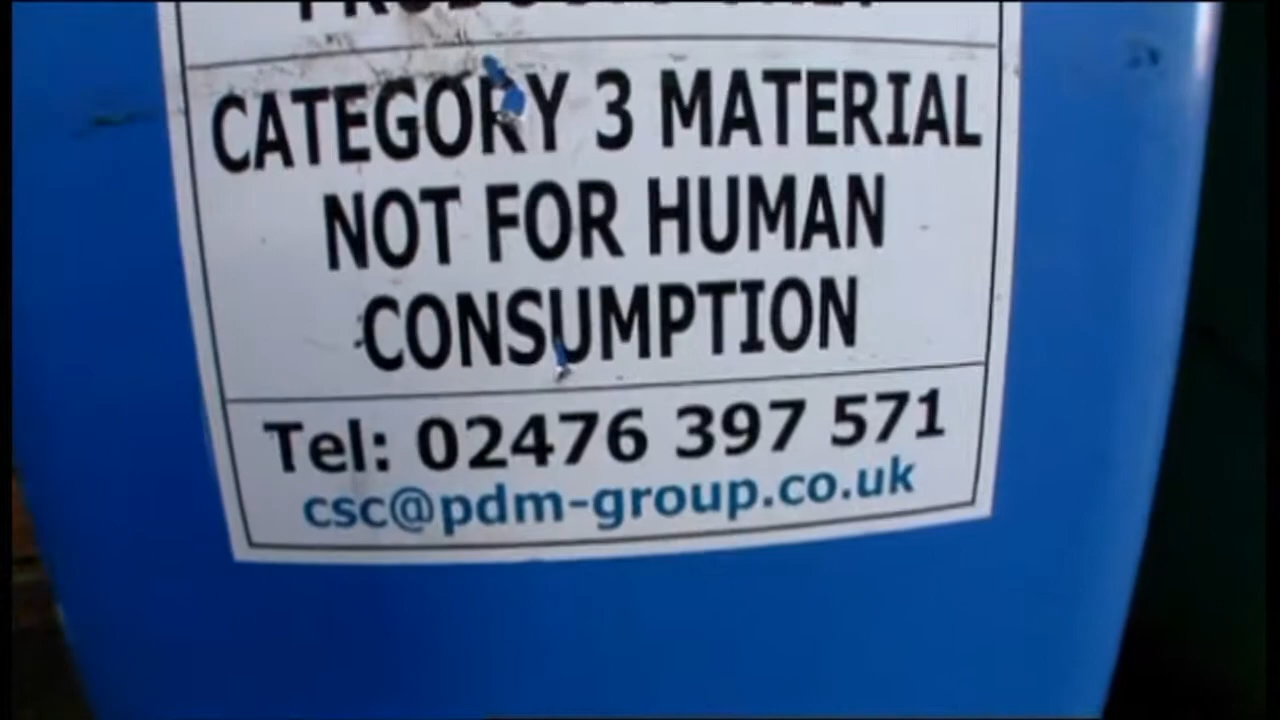 CATEGORY 3 MATERIAL
NOT FOR HUMAN
CONSUMPTION
Tel: 02476 397 571
csc@pdm-group.co.uk